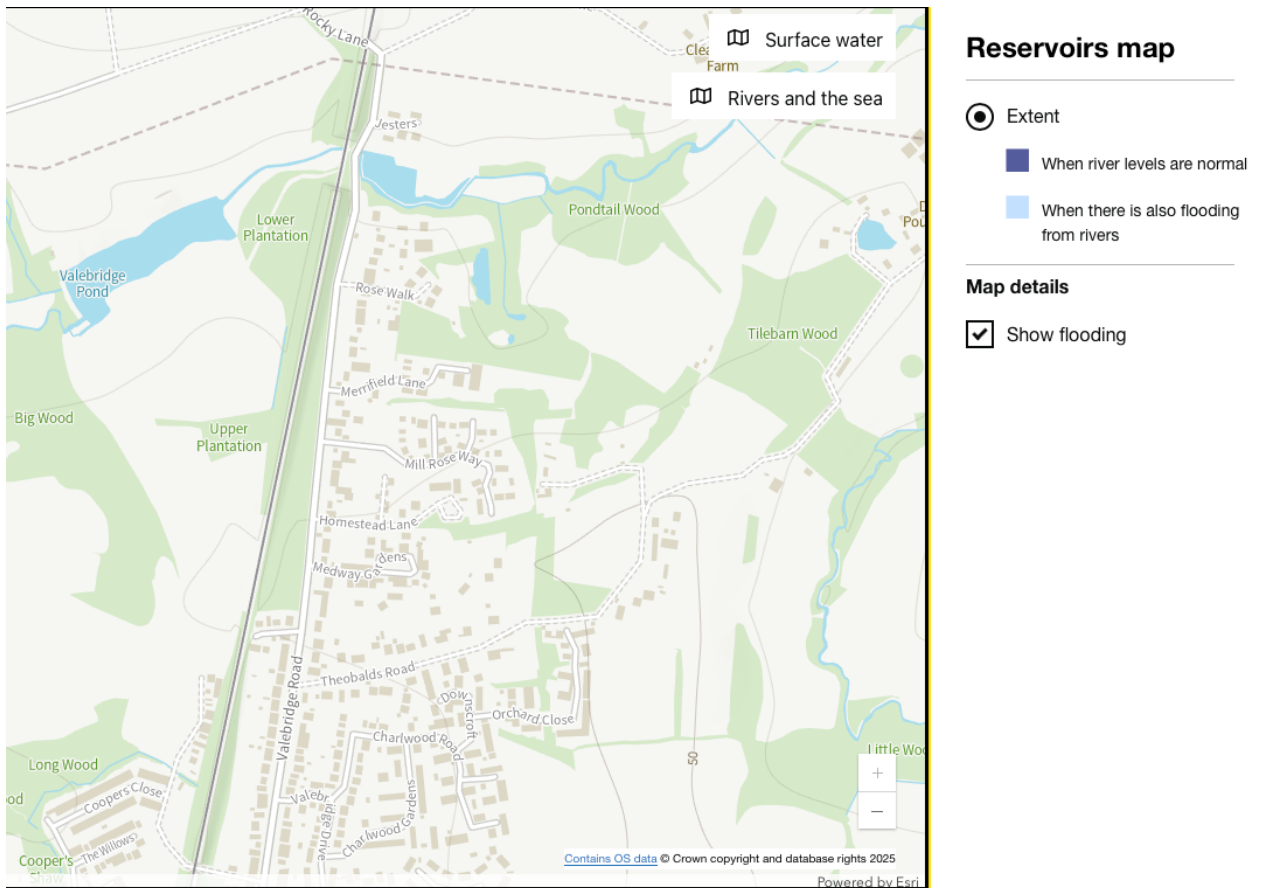 Rocky Lane
Surface water
Farm
Rivers and the sea
Jesters
Lower
Plantation
Pondtail Wood
Valebridge
Pond
Rose Walk
Tilebarn Wood
Merrifield Lane
Big Wood
Upper
Plantation
Mill Rose Way
Homestead Lane
Medway Gardens
Valebridge Road
Theobalds Road
Downscroft
Orchard Close
Charlwood Road
Little Woo
50
Long Wood
Coopers Close
Valebridge Drive
Charlwood Gardens
The Willows
Cooper's
Shaw
+
−
Contains OS data © Crown copyright and database rights 2025
Powered by Esri
Reservoirs map
Extent
When river levels are normal
When there is also flooding
from rivers
Map details
Show flooding